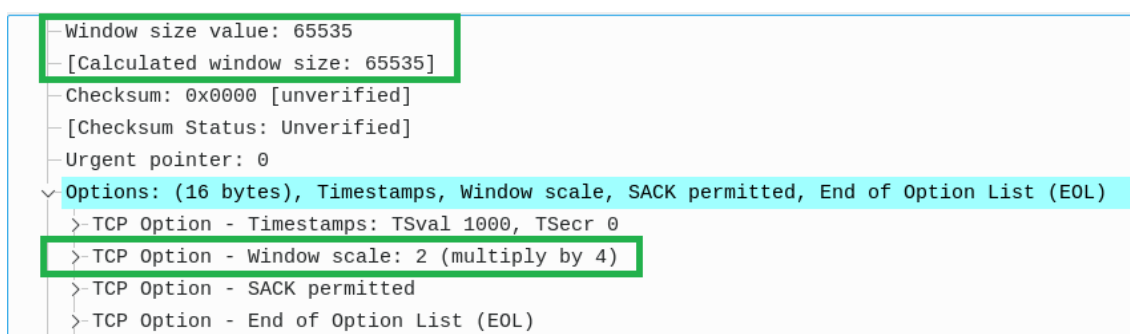 Window size value: 65535
[Calculated window size: 65535]
Checksum: 0x0000 [unverified]
[Checksum Status: Unverified]
Urgent pointer: 0
Options: (16 bytes), Timestamps, Window scale, SACK permitted, End of Option List (EOL)
TCP Option - Timestamps: TSval 1000, TSecr 0
TCP Option - Window scale: 2 (multiply by 4)
TCP Option - SACK permitted
TCP Option - End of Option List (EOL)